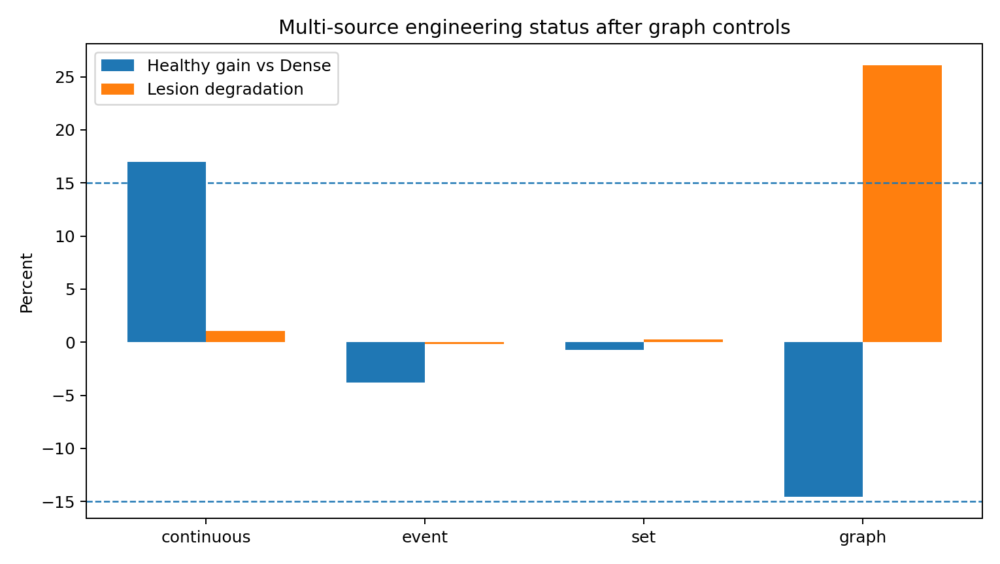 Multi-source engineering status after graph controls
Healthy gain vs Dense
Lesion degradation
Percent
25
20
15
10
5
0
−5
−10
−15
continuous
event
set
graph